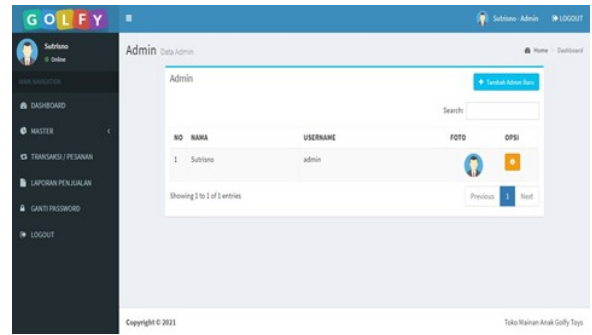 GOLFY
Sutrisno - Admin LOGOUT
Sutrisno
Online
Admin Data Admin
Home Dashboard
MAIN NAVIGATION
Admin
Tambah Admin Baru
DASHBOARD
Search:
MASTER
NO NAMA USERNAME FOTO OPSI
TRANSAKSI / PESANAN
1 Sutrisno admin
LAPORAN PENJUALAN
Showing 1 to 1 of 1 entries
Previous 1 Next
GANTI PASSWORD
LOGOUT
Copyright © 2021
Toko Mainan Anak Golfy Toys